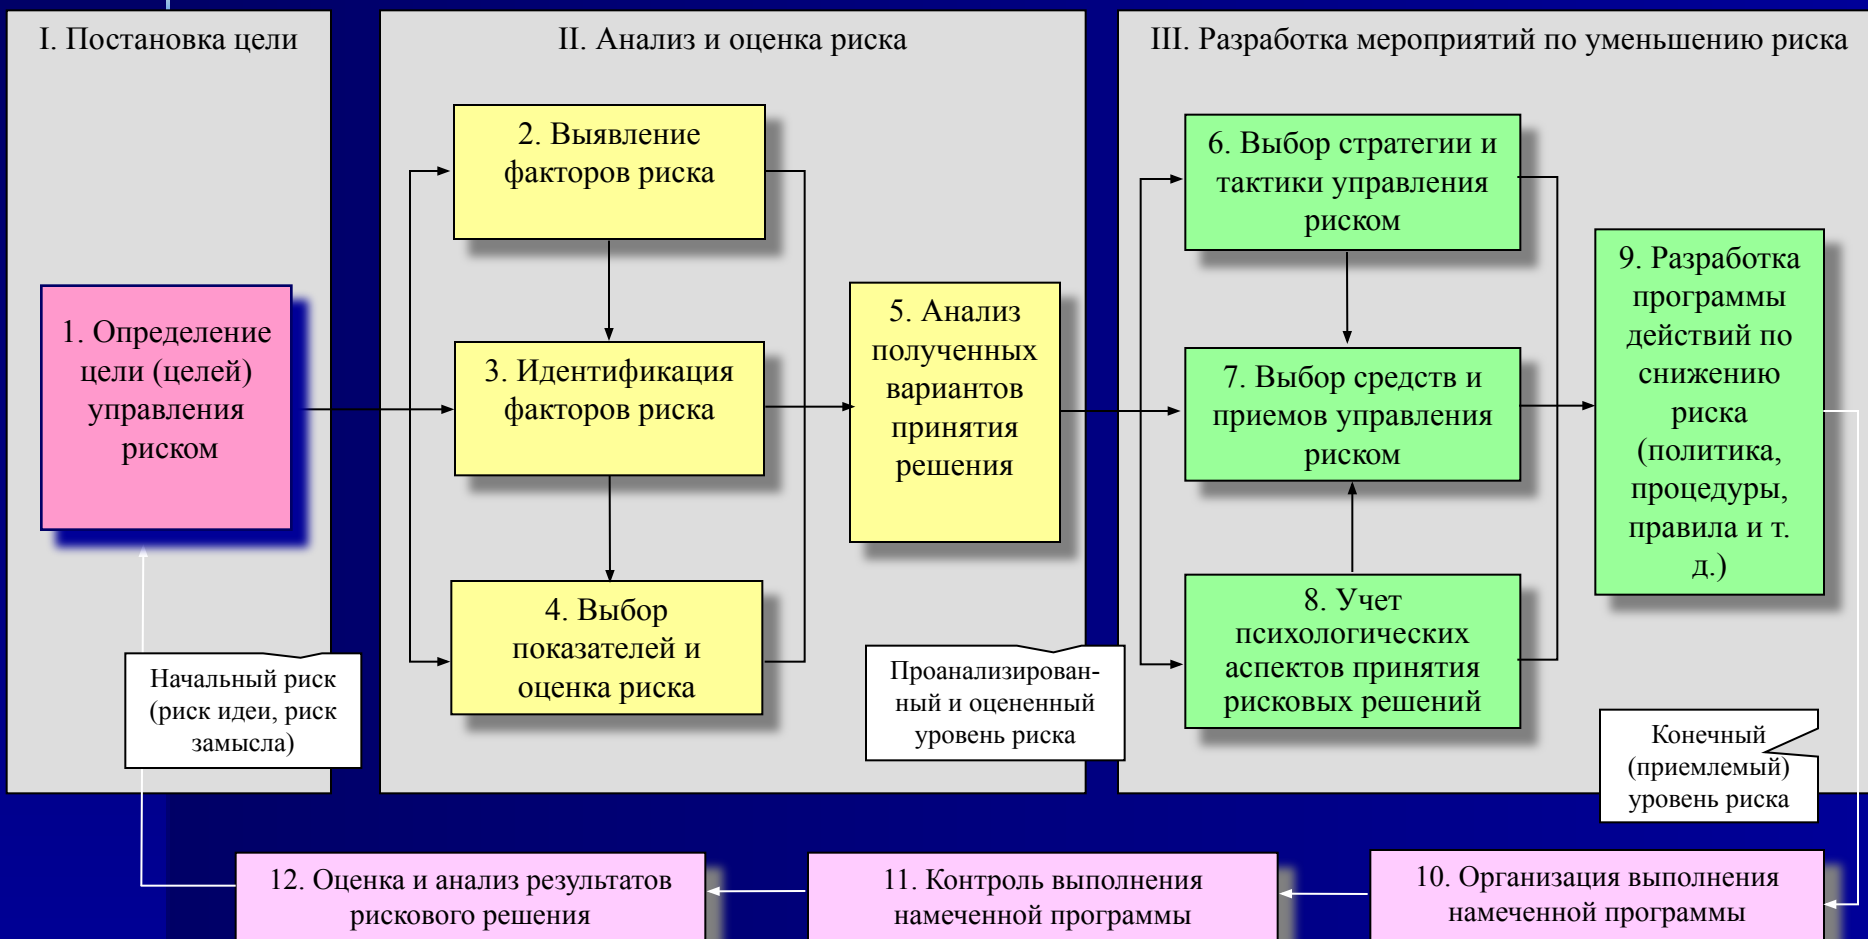 I. Постановка цели
II. Анализ и оценка риска
III. Разработка мероприятий по уменьшению риска
1. Определение
цели (целей)
управления
риском
2. Выявление
факторов риска
3. Идентификация
факторов риска
4. Выбор
показателей и
оценка риска
5. Анализ
полученных
вариантов
принятия
решения
6. Выбор стратегии и
тактики управления
риском
7. Выбор средств и
приемов управления
риском
8. Учет
психологических
аспектов принятия
рисковых решений
9. Разработка
программы
действий по
снижению
риска
(политика,
процедуры,
правила и т.
д.)
Начальный риск
(риск идеи, риск
замысла)
Проанализирован-
ный и оцененный
уровень риска
Конечный
(приемлемый)
уровень риска
10. Организация выполнения
намеченной программы
11. Контроль выполнения
намеченной программы
12. Оценка и анализ результатов
рискового решения